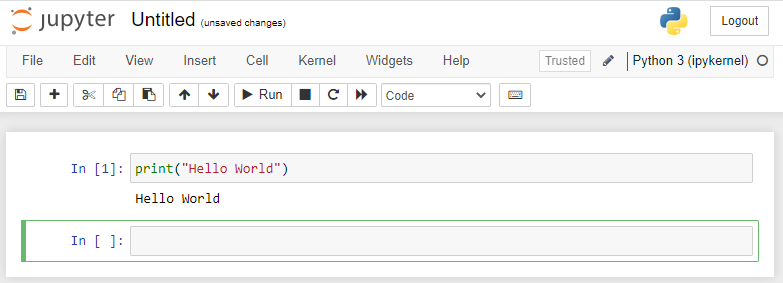 jupyter Untitled (unsaved changes) Logout
File Edit View Insert Cell Kernel Widgets Help Trusted Python 3 (ipykernel)
Run Code
In [1]: print("Hello World")
Hello World
In [ ]: